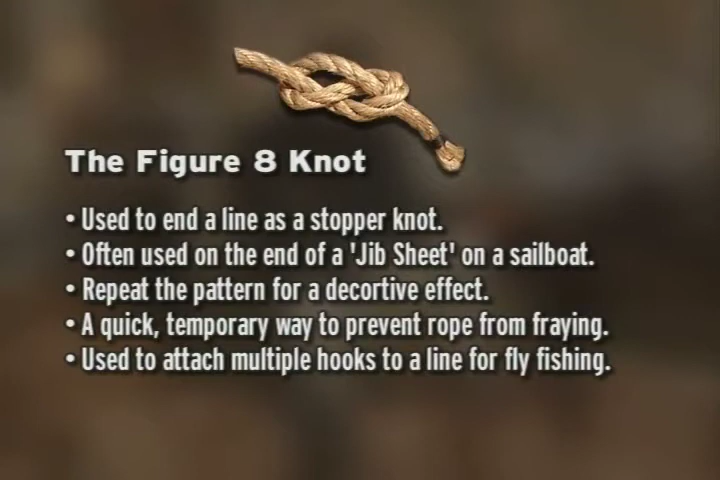 The Figure 8 Knot
• Used to end a line as a stopper knot.
• Often used on the end of a 'Jib Sheet' on a sailboat.
• Repeat the pattern for a decortive effect.
• A quick, temporary way to prevent rope from fraying.
• Used to attach multiple hooks to a line for fly fishing.